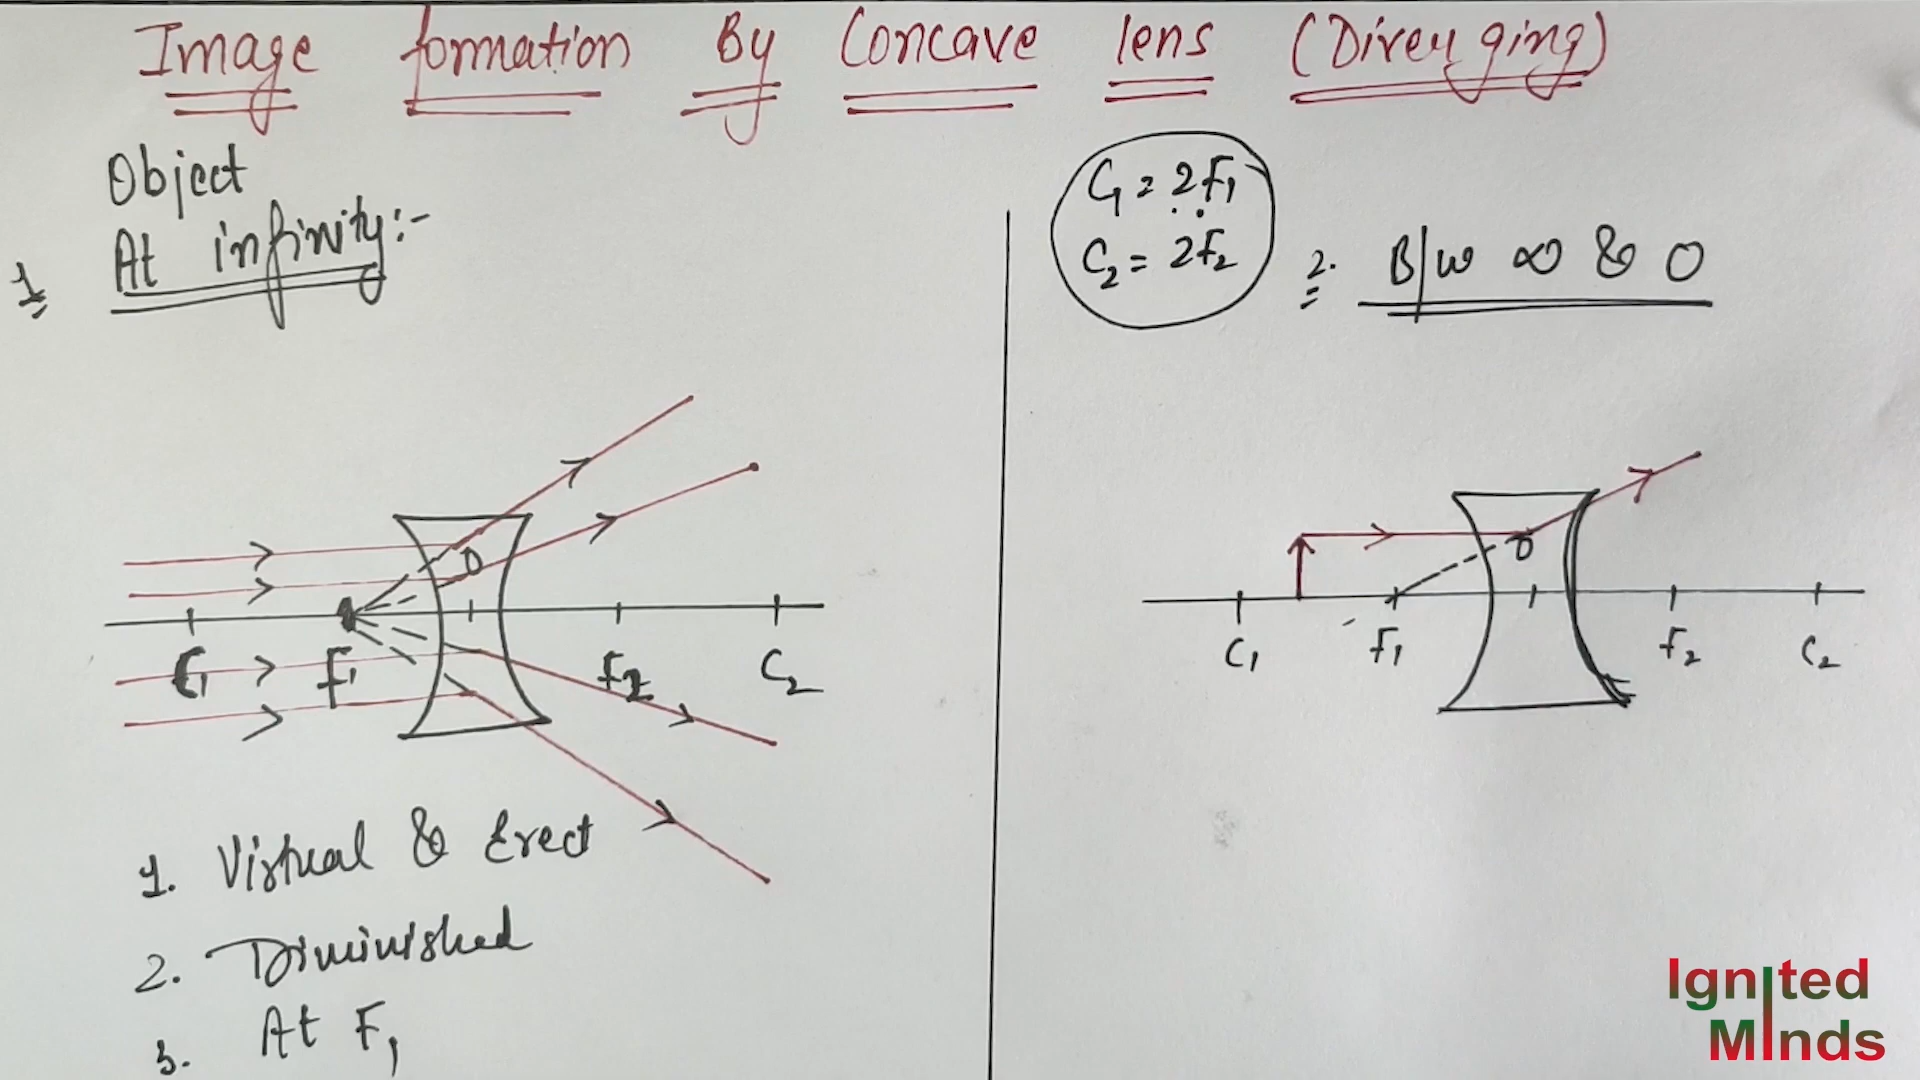 Image formation By Concave lens (Diverging)
Object
1 At infinity:-
C1 = 2F1
C2 = 2F2
2. B/w ∞ & O
O
C1 F1 F2 C2
1. Virtual & Erect
2. Diminished
3. At F1
O
C1 F1 F2 C2
Ignited
Minds